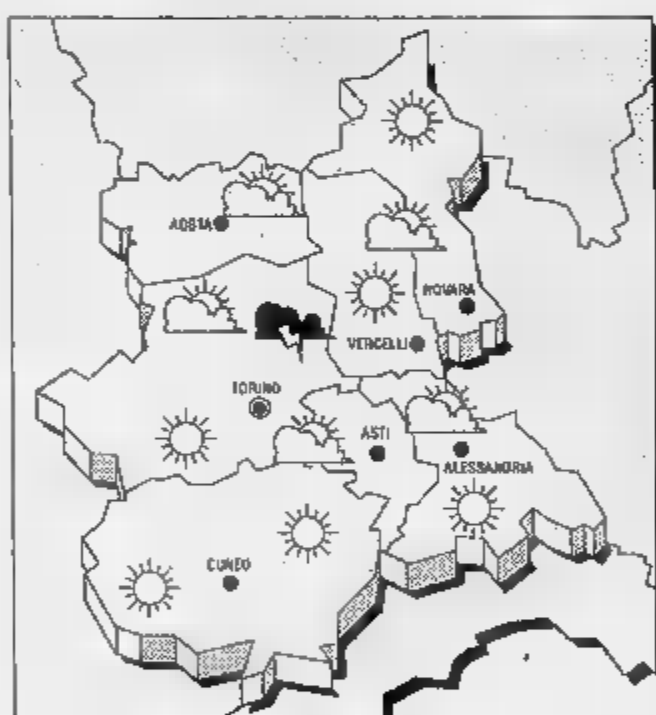 AOSTA
NOVARA
VERCELLI
TORINO
ASTI
ALESSANDRIA
CUNEO